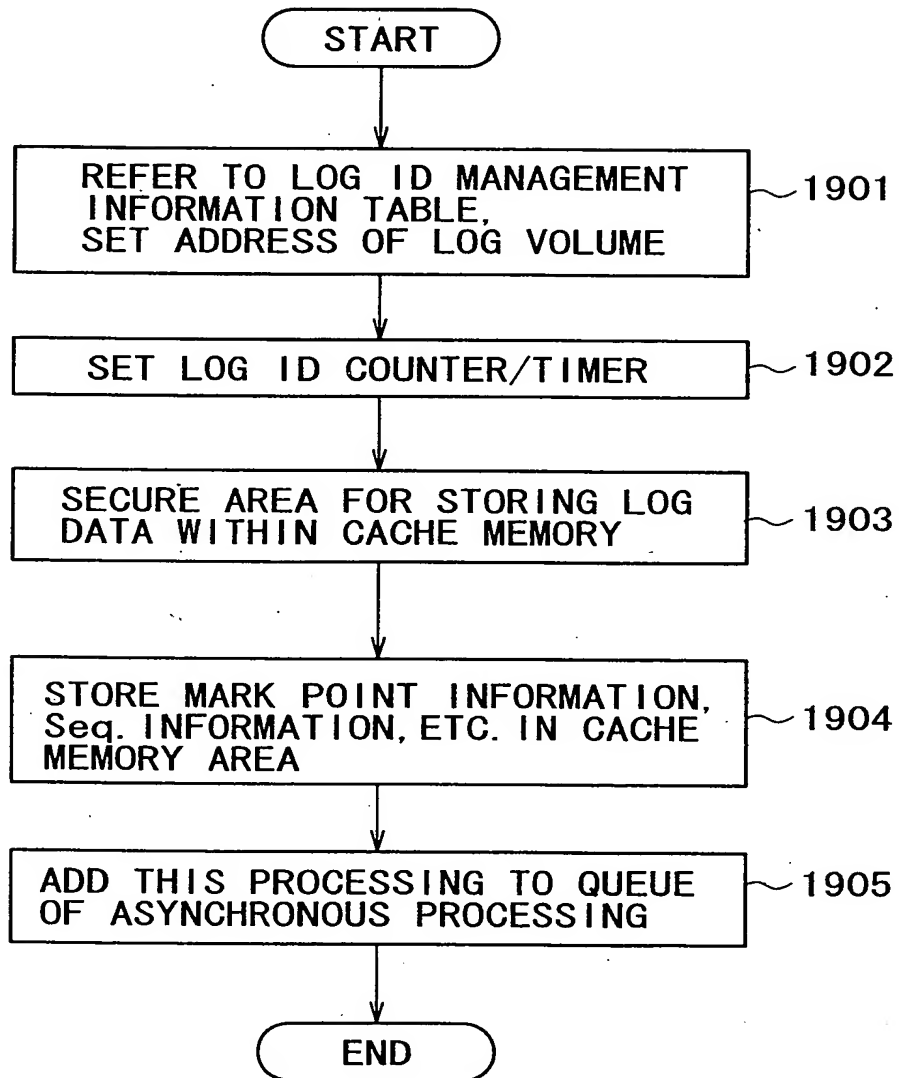 START
REFER TO LOG ID MANAGEMENT
INFORMATION TABLE,
SET ADDRESS OF LOG VOLUME
1901
SET LOG ID COUNTER/TIMER
1902
SECURE AREA FOR STORING LOG
DATA WITHIN CACHE MEMORY
1903
STORE MARK POINT INFORMATION,
Seq. INFORMATION, ETC. IN CACHE
MEMORY AREA
1904
ADD THIS PROCESSING TO QUEUE
OF ASYNCHRONOUS PROCESSING
1905
END